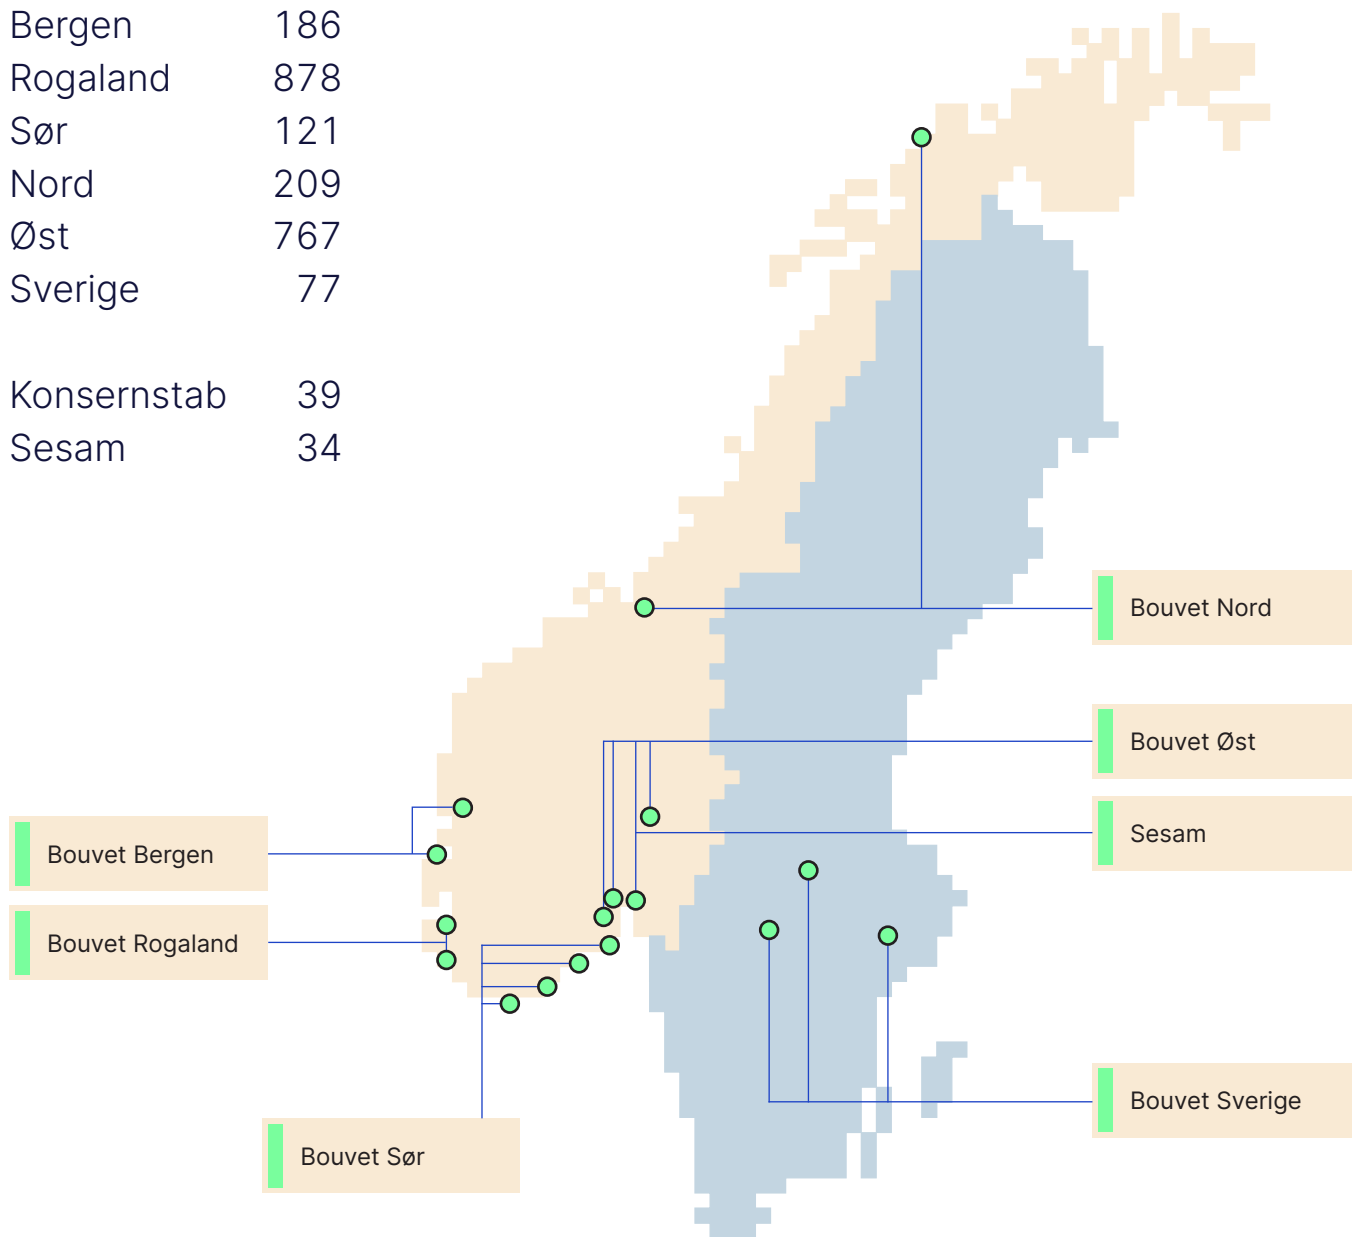 Bergen 186
Rogaland 878
Sør 121
Nord 209
Øst 767
Sverige 77
Konsernstab 39
Sesam 34
Bouvet Nord
Bouvet Øst
Sesam
Bouvet Bergen
Bouvet Rogaland
Bouvet Sverige
Bouvet Sør